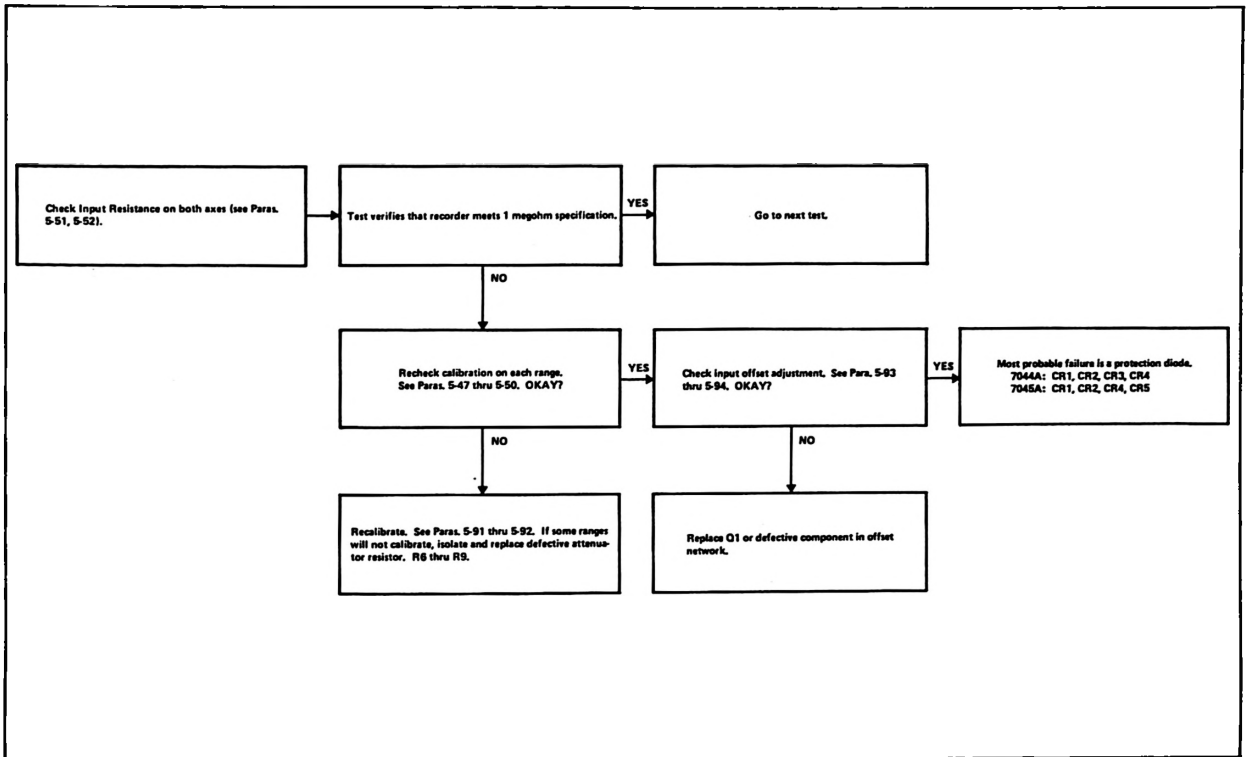 Check Input Resistance on both axes (see Paras.
5-51, 5-52).
Test verifies that recorder meets 1 megohm specification.
YES
Go to next test.
NO
Recheck calibration on each range.
See Paras. 5-47 thru 5-50. OKAY?
YES
Check input offset adjustment. See Para. 5-93
thru 5-94. OKAY?
YES
Most probable failure is a protection diode.
7044A: CR1, CR2, CR3, CR4
7045A: CR1, CR2, CR4, CR5
NO
NO
Recalibrate. See Paras. 5-91 thru 5-92. If some ranges
will not calibrate, isolate and replace defective attenua-
tor resistor. R6 thru R9.
Replace Q1 or defective component in offset
network.